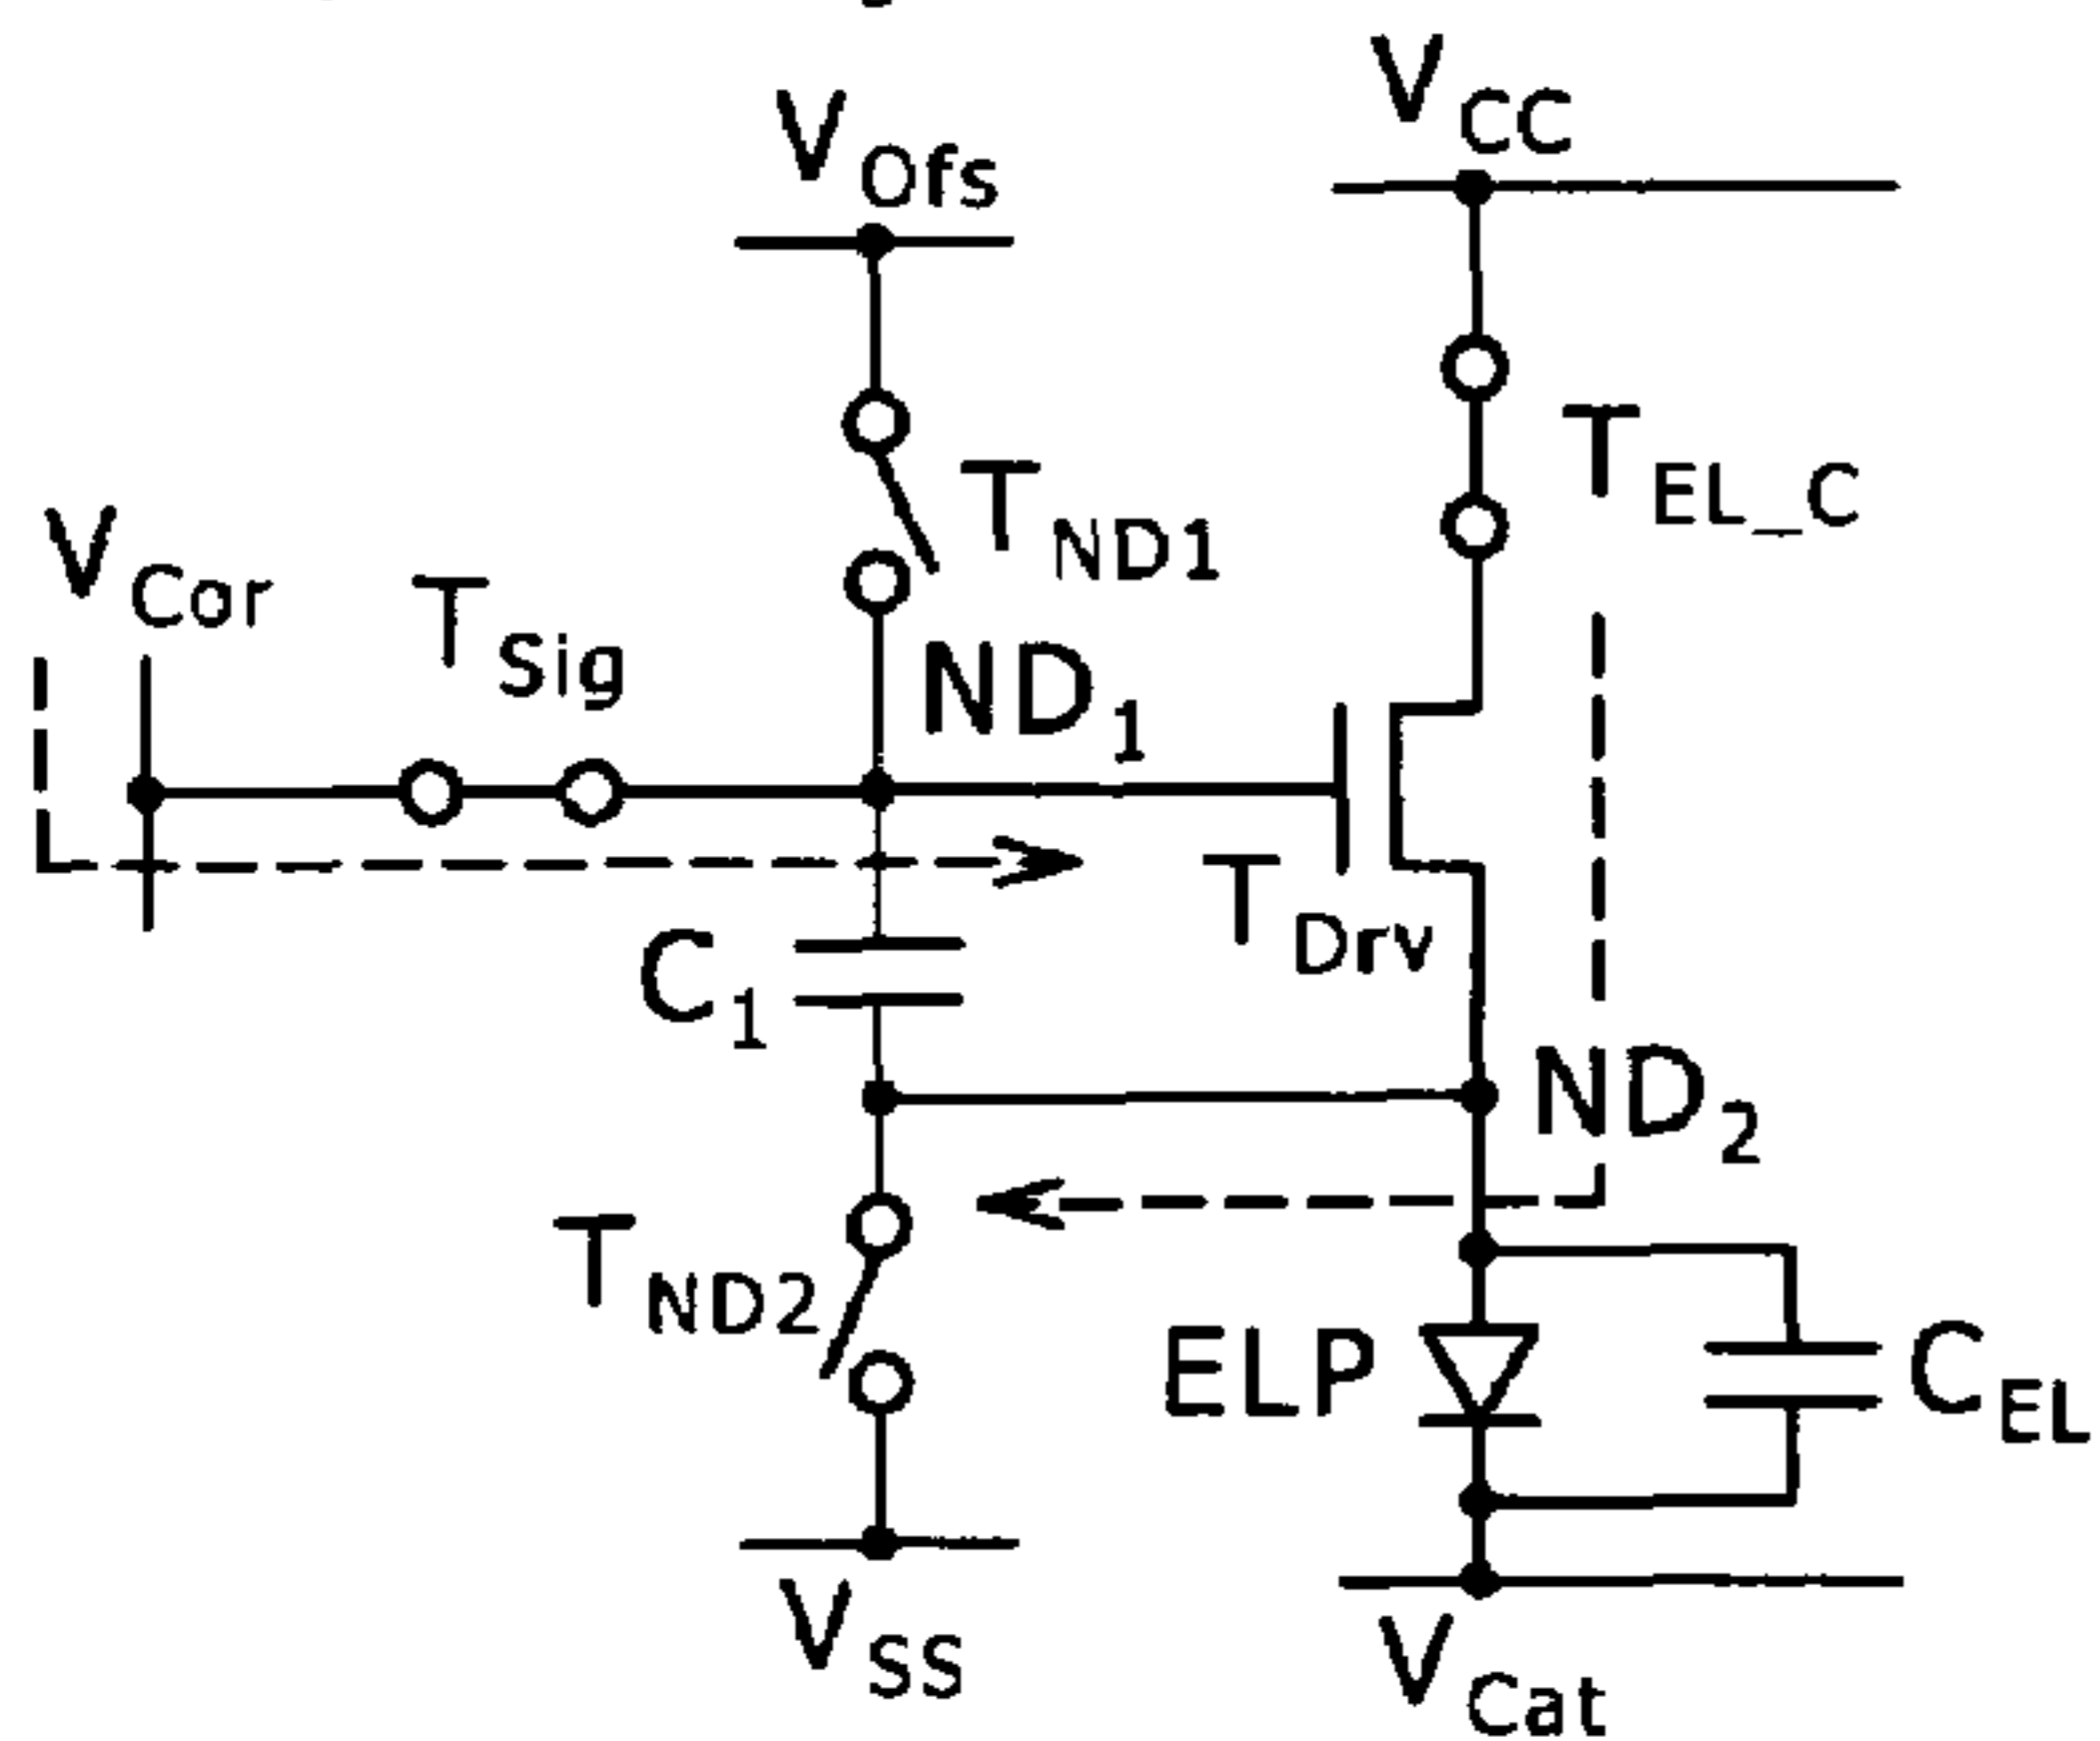 V_CC
V_Ofs
T_EL_C
T_ND1
V_Cor
T_Sig
ND_1
T_Drv
C_1
ND_2
T_ND2
ELP
C_EL
V_SS
V_Cat